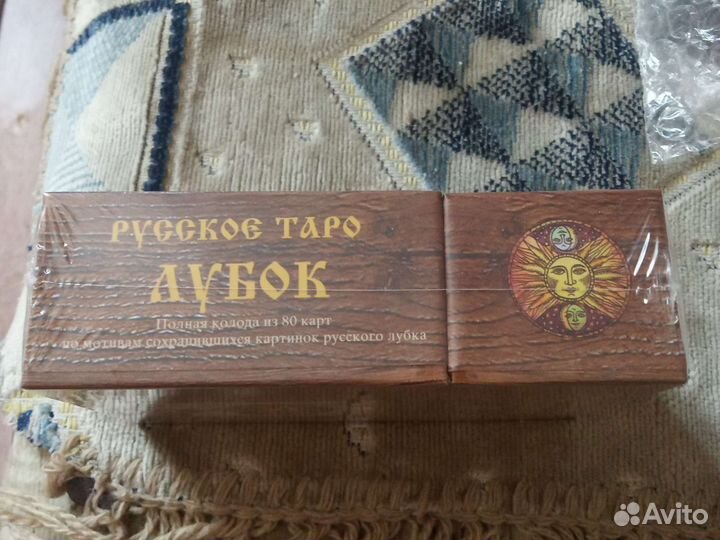 РУССКОЕ ТАРО
ЛУБОК
Полная колода из 80 карт
по мотивам сохранившихся картинок русского лубка
Avito